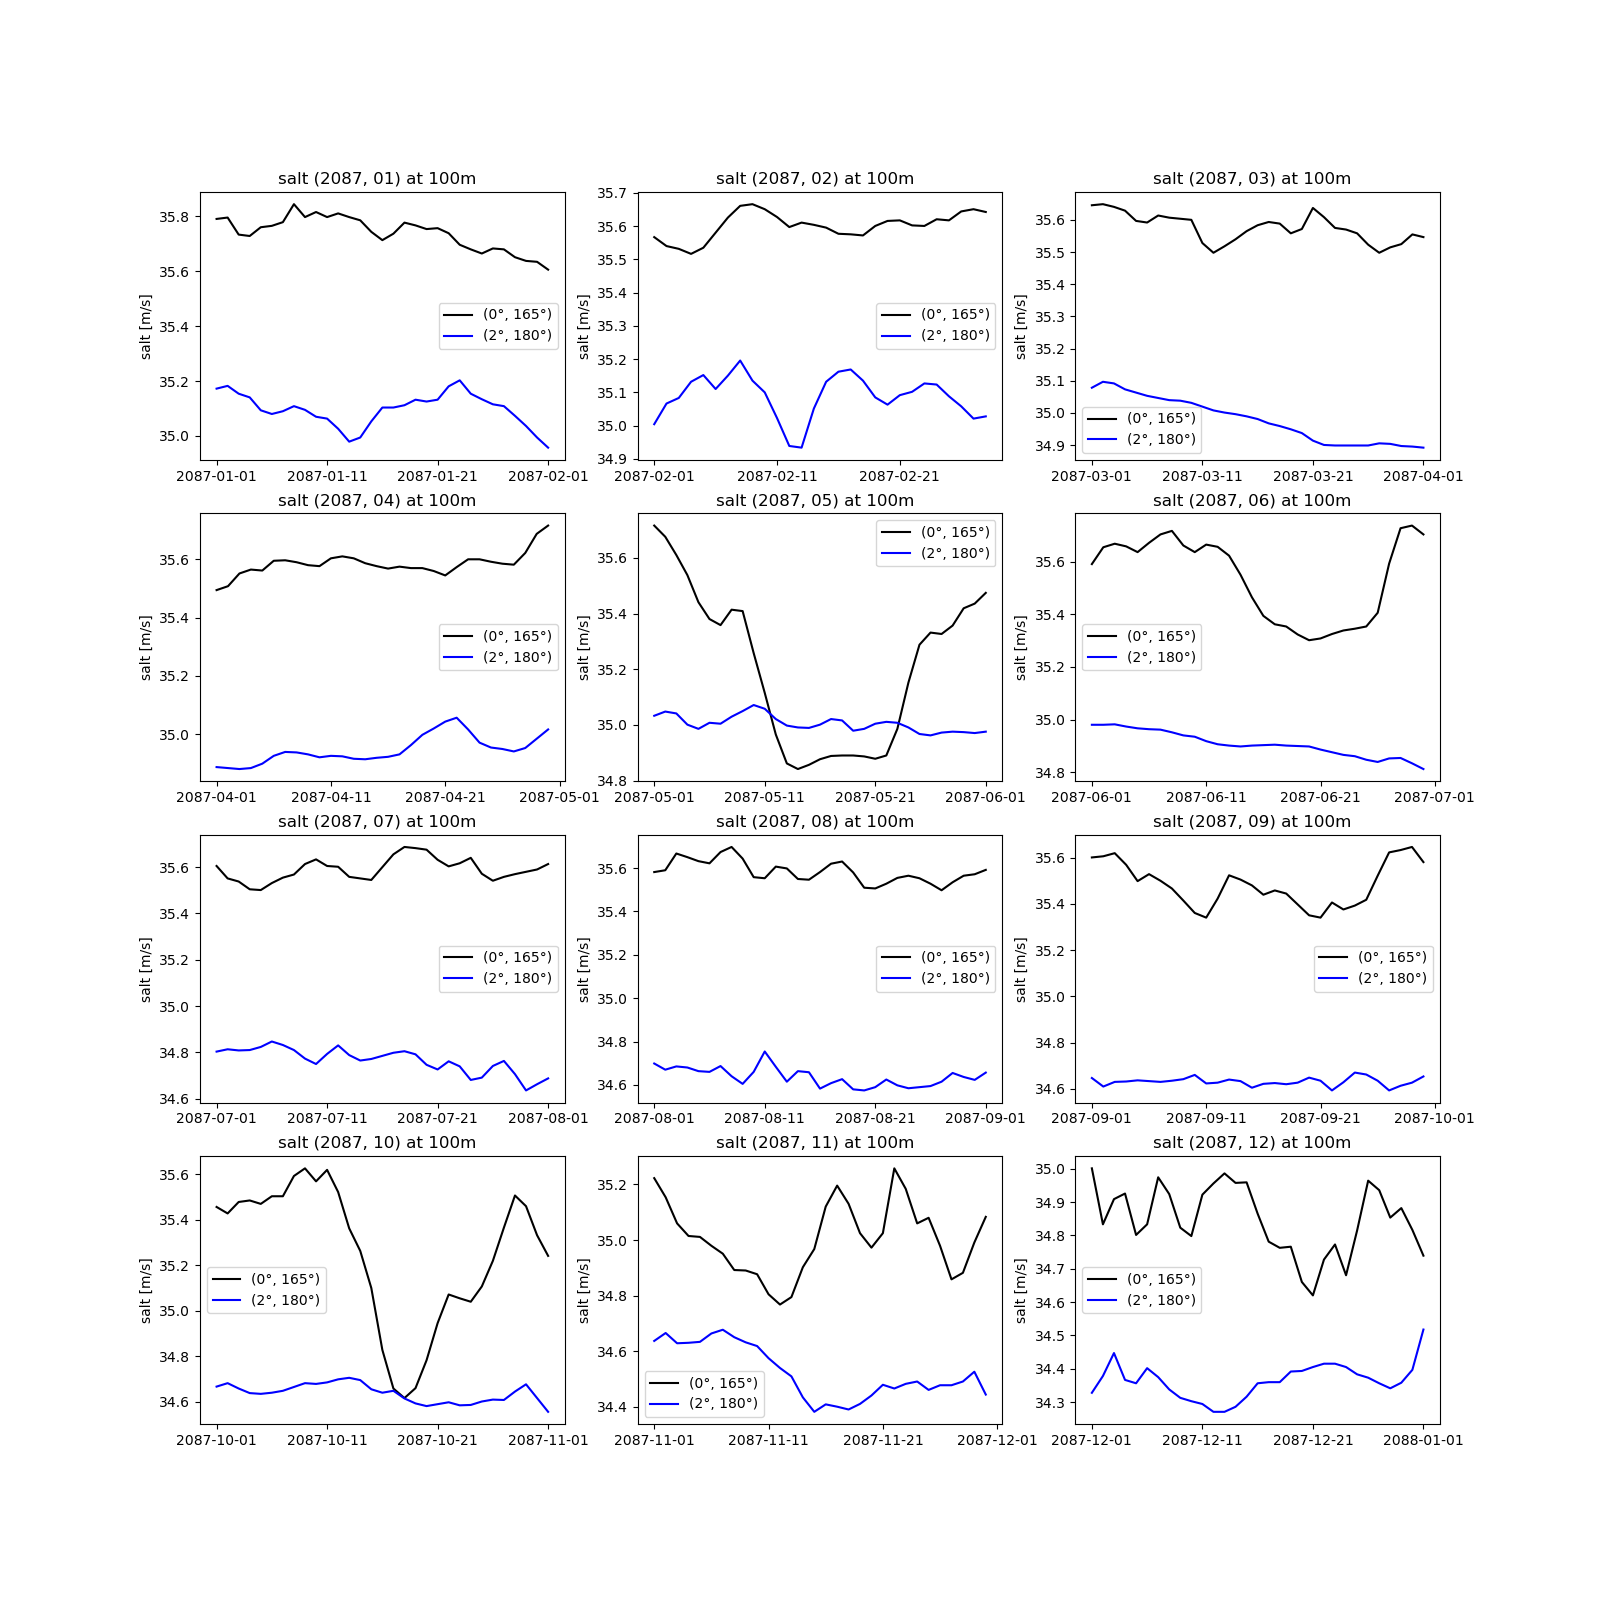 salt (2087, 01) at 100m
salt [m/s]
35.8
35.6
35.4
35.2
35.0
(0°, 165°)
(2°, 180°)
2087-01-01 2087-01-11 2087-01-21 2087-02-01
salt (2087, 02) at 100m
salt [m/s]
35.7
35.6
35.5
35.4
35.3
35.2
35.1
35.0
34.9
(0°, 165°)
(2°, 180°)
2087-02-01 2087-02-11 2087-02-21
salt (2087, 03) at 100m
salt [m/s]
35.6
35.5
35.4
35.3
35.2
35.1
35.0
34.9
(0°, 165°)
(2°, 180°)
2087-03-01 2087-03-11 2087-03-21 2087-04-01
salt (2087, 04) at 100m
salt [m/s]
35.6
35.4
35.2
35.0
(0°, 165°)
(2°, 180°)
2087-04-01 2087-04-11 2087-04-21 2087-05-01
salt (2087, 05) at 100m
salt [m/s]
35.6
35.4
35.2
35.0
34.8
(0°, 165°)
(2°, 180°)
2087-05-01 2087-05-11 2087-05-21 2087-06-01
salt (2087, 06) at 100m
salt [m/s]
35.6
35.4
35.2
35.0
34.8
(0°, 165°)
(2°, 180°)
2087-06-01 2087-06-11 2087-06-21 2087-07-01
salt (2087, 07) at 100m
salt [m/s]
35.6
35.4
35.2
35.0
34.8
34.6
(0°, 165°)
(2°, 180°)
2087-07-01 2087-07-11 2087-07-21 2087-08-01
salt (2087, 08) at 100m
salt [m/s]
35.6
35.4
35.2
35.0
34.8
34.6
(0°, 165°)
(2°, 180°)
2087-08-01 2087-08-11 2087-08-21 2087-09-01
salt (2087, 09) at 100m
salt [m/s]
35.6
35.4
35.2
35.0
34.8
34.6
(0°, 165°)
(2°, 180°)
2087-09-01 2087-09-11 2087-09-21 2087-10-01
salt (2087, 10) at 100m
salt [m/s]
35.6
35.4
35.2
35.0
34.8
34.6
(0°, 165°)
(2°, 180°)
2087-10-01 2087-10-11 2087-10-21 2087-11-01
salt (2087, 11) at 100m
salt [m/s]
35.2
35.0
34.8
34.6
34.4
(0°, 165°)
(2°, 180°)
2087-11-01 2087-11-11 2087-11-21 2087-12-01
salt (2087, 12) at 100m
salt [m/s]
35.0
34.9
34.8
34.7
34.6
34.5
34.4
34.3
(0°, 165°)
(2°, 180°)
2087-12-01 2087-12-11 2087-12-21 2088-01-01